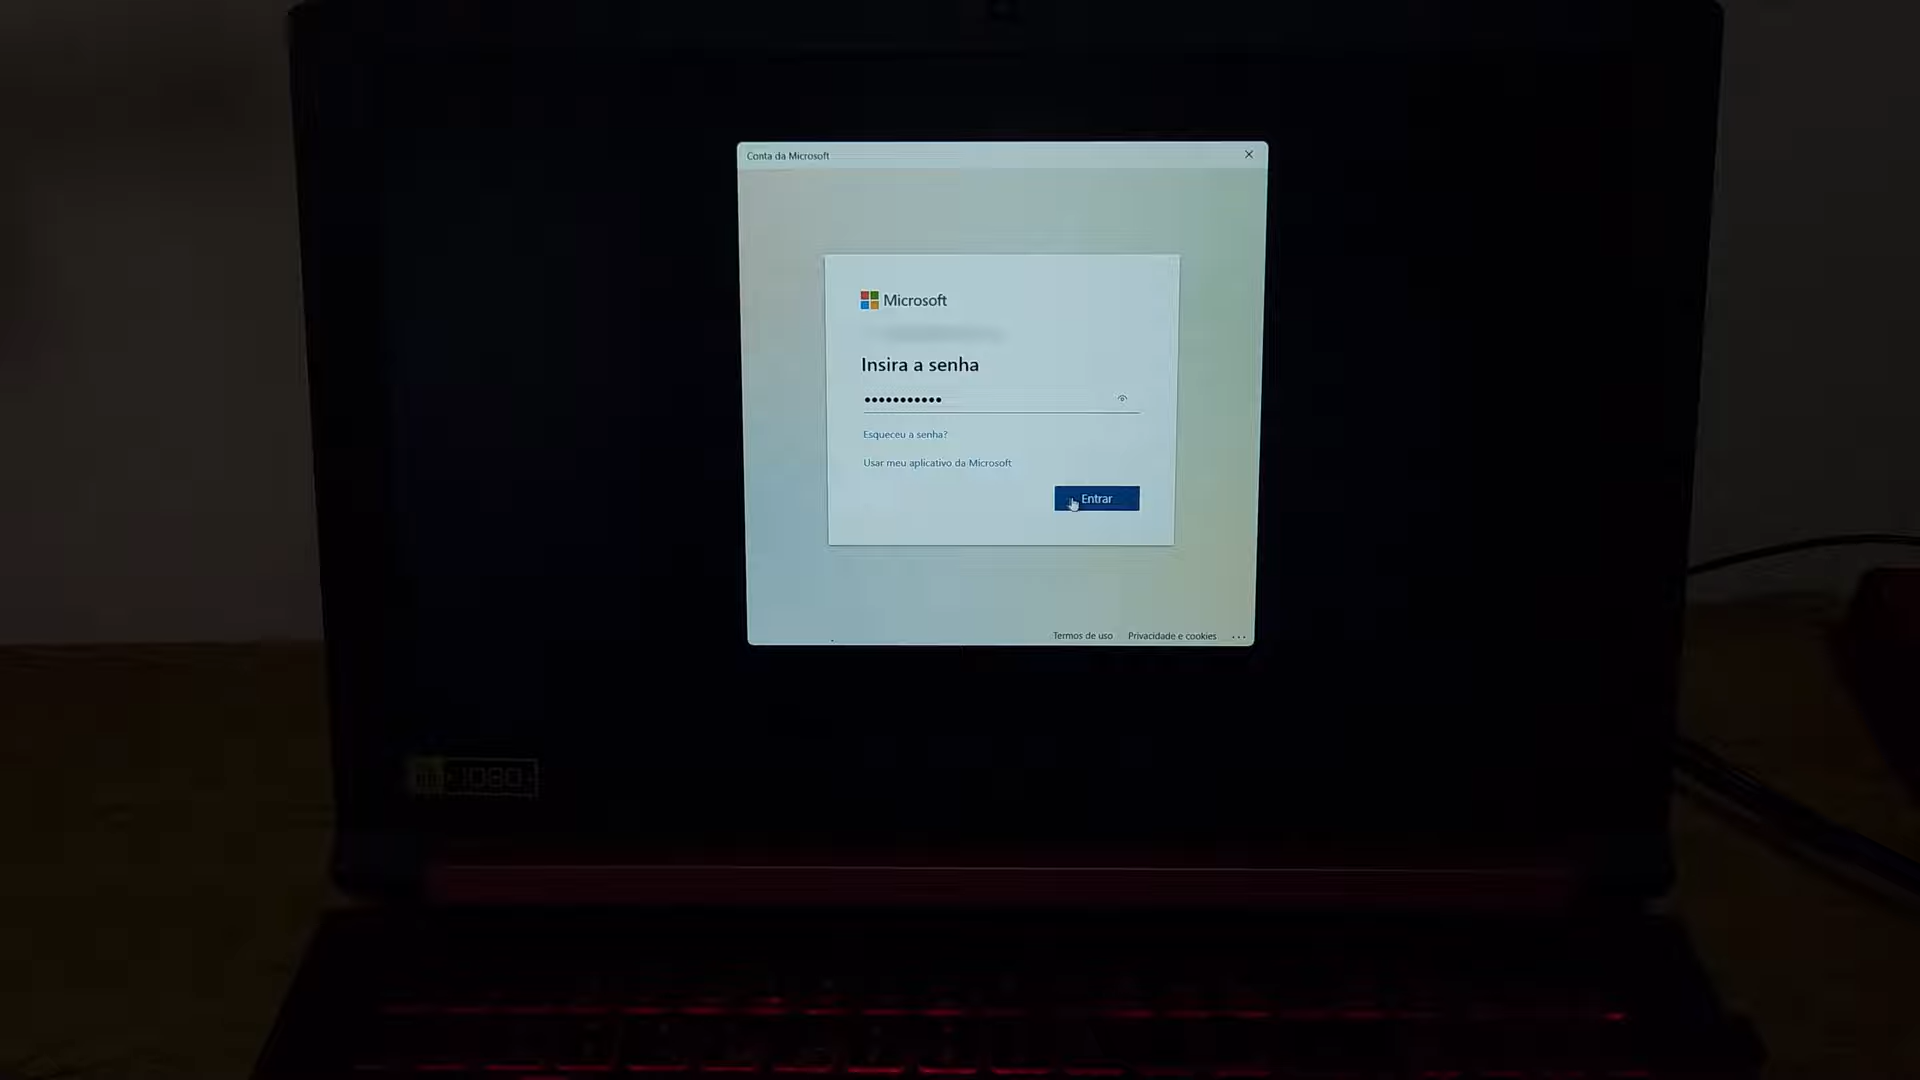 Conta da Microsoft
Microsoft
Insira a senha
Esqueceu a senha?
Usar meu aplicativo da Microsoft
Entrar
Termos de uso Privacidade e cookies ...
1080